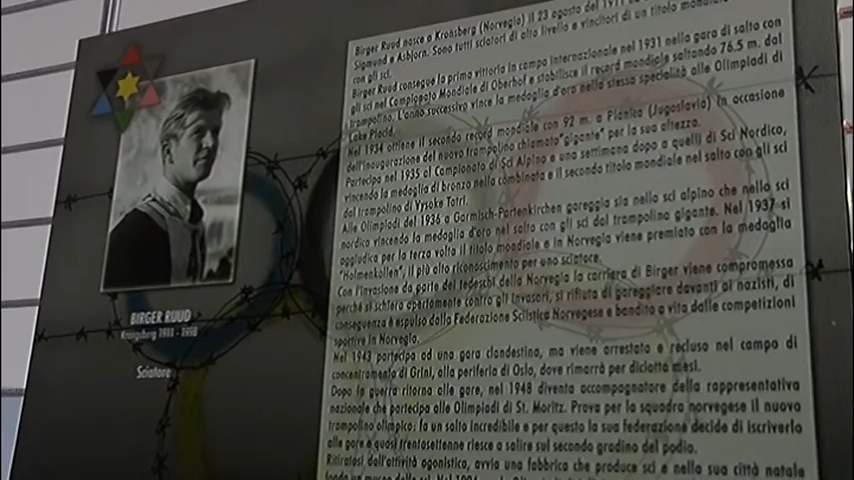 BIRGER RUUD
Krongsberg 1911 - 1998
Sciatore
Birger Ruud nasce a Kronsberg (Norvegia) il 23 agosto del 1911
Sigmund e Asbjorn. Sono tutti sciatori di alto livello e vincitori di un titolo mondiale
con gli sci.
Birger Ruud consegue la prima vittoria in campo internazionale nel 1931 nella gara di salto con
gli sci nel Campionato Mondiale di Oberhof e stabilisce il record mondiale saltando 76.5 m. dal
trampolino. L'anno successivo vince la medaglia d'oro nella stessa specialità alle Olimpiadi di
Lake Placid.
Nel 1934 ottiene il secondo record mondiale con 92 m. a Planica (Jugoslavia) in occasione
dell'inaugurazione del nuovo trampolino chiamato "gigante" per la sua altezza.
Partecipa nel 1935 al Campionato di Sci Alpino e una settimana dopo a quelli di Sci Nordico,
vincendo la medaglia di bronzo nella combinata e il secondo titolo mondiale nel salto con gli sci
dal trampolino di Vysoke Tatri.
Alle Olimpiadi del 1936 a Garmisch-Partenkirchen gareggia sia nello sci alpino che nello sci
nordico vincendo la medaglia d'oro nel salto con gli sci dal trampolino gigante. Nel 1937 si
aggiudica per la terza volta il titolo mondiale e in Norvegia viene premiato con la medaglia
"Holmenkollen", il più alto riconoscimento per uno sciatore.
Con l'invasione da parte dei tedeschi della Norvegia la carriera di Birger viene compromessa
perché si schiera apertamente contro gli invasori, si rifiuta di gareggiare davanti ai nazisti, di
conseguenza è espulso dalla Federazione Sciistica Norvegese e bandito a vita dalle competizioni
sportive in Norvegia.
Nel 1943 partecipa ad una gara clandestina, ma viene arrestato e recluso nel campo di
concentramento di Grini, alla periferia di Oslo, dove rimarrà per diciotto mesi.
Dopo la guerra ritorna alle gare, nel 1948 diventa accompagnatore della rappresentativa
nazionale che partecipa alle Olimpiadi di St. Moritz. Prova per la squadra norvegese il nuovo
trampolino olimpico: fa un salto incredibile e per questo la sua federazione decide di iscriverlo
alle gare e quasi trentasettenne riesce a salire sul secondo gradino del podio.
Ritiratosi dall'attività agonistica, avvia una fabbrica che produce sci e nella sua città natale